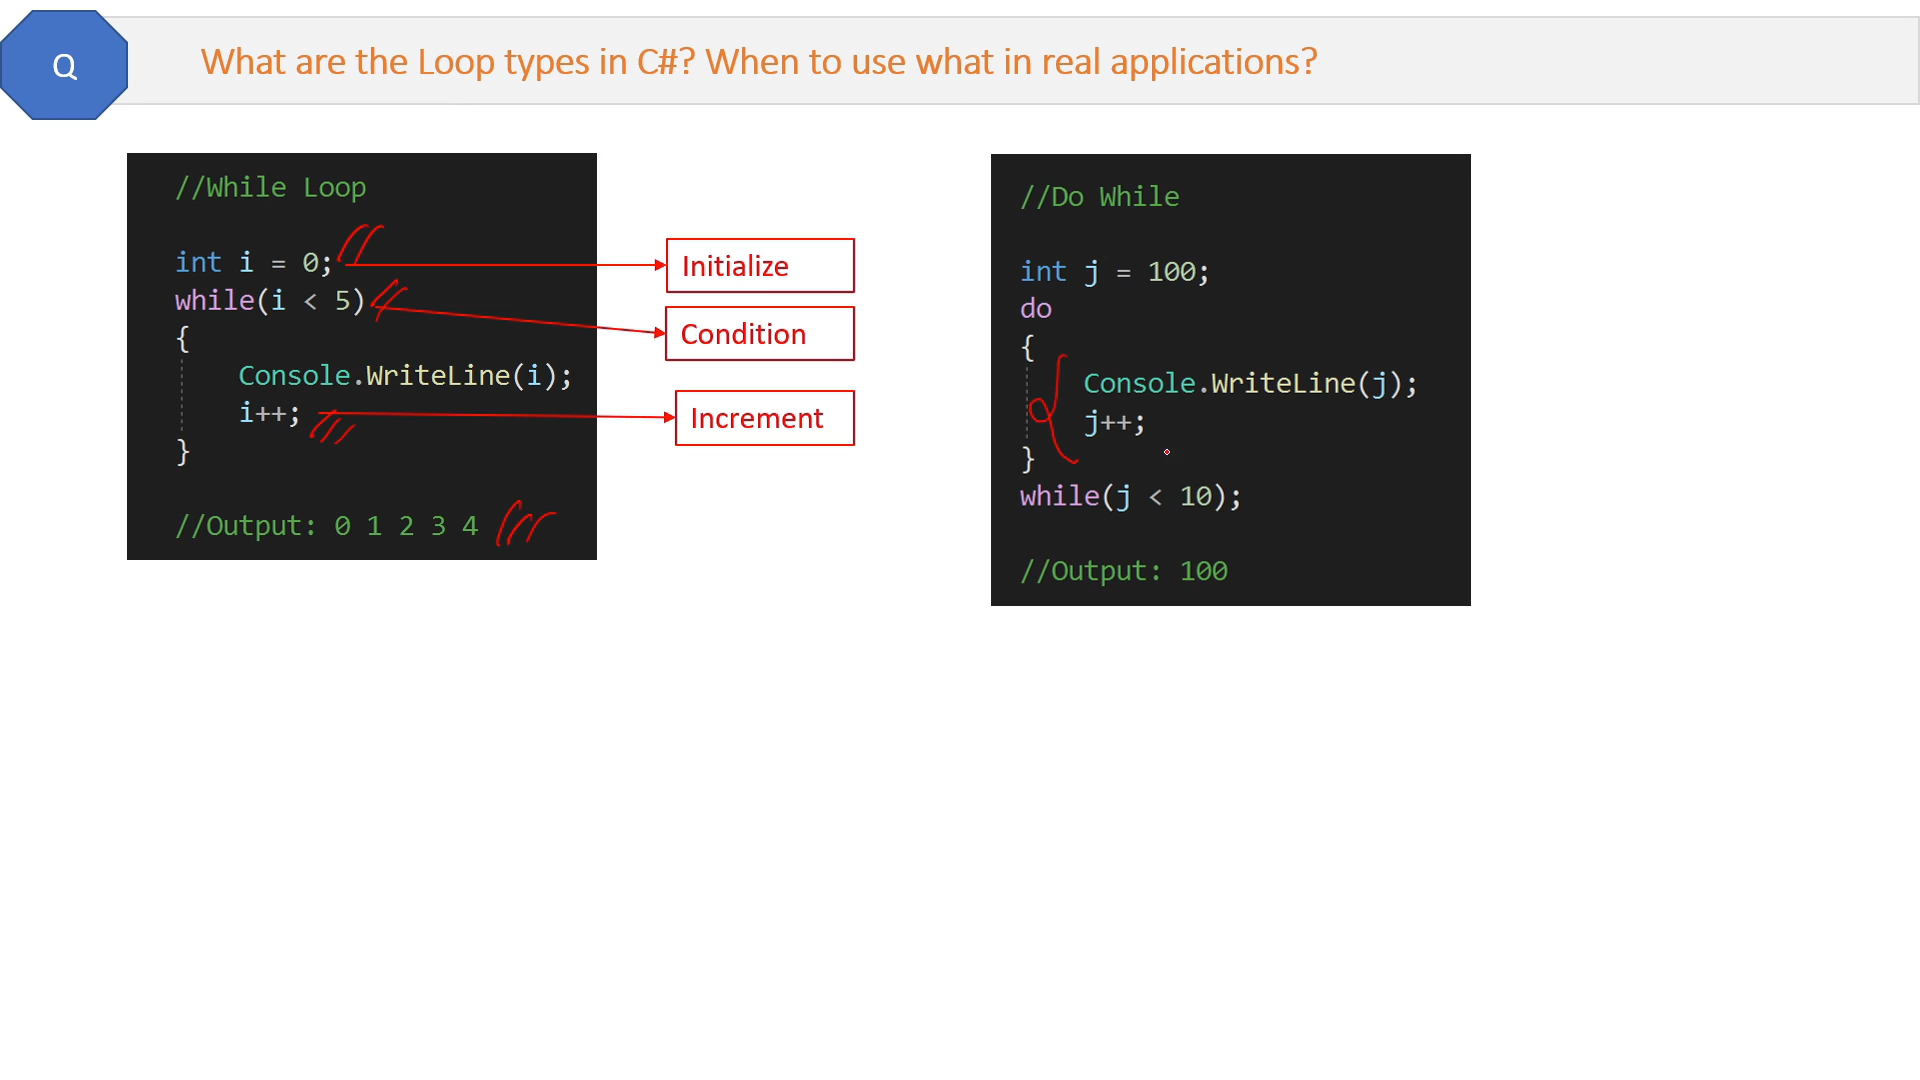 Q
What are the Loop types in C#? When to use what in real applications?
//While Loop
int i = 0;
while(i < 5)
{
Console.WriteLine(i);
i++;
}
//Output: 0 1 2 3 4
Initialize
Condition
Increment
//Do While
int j = 100;
do
{
Console.WriteLine(j);
j++;
}
while(j < 10);
//Output: 100